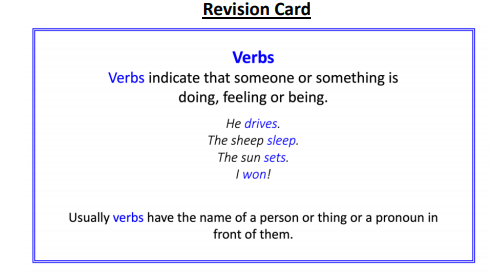 Revision Card
Verbs
Verbs indicate that someone or something is
doing, feeling or being.
He drives.
The sheep sleep.
The sun sets.
I won!
Usually verbs have the name of a person or thing or a pronoun in
front of them.